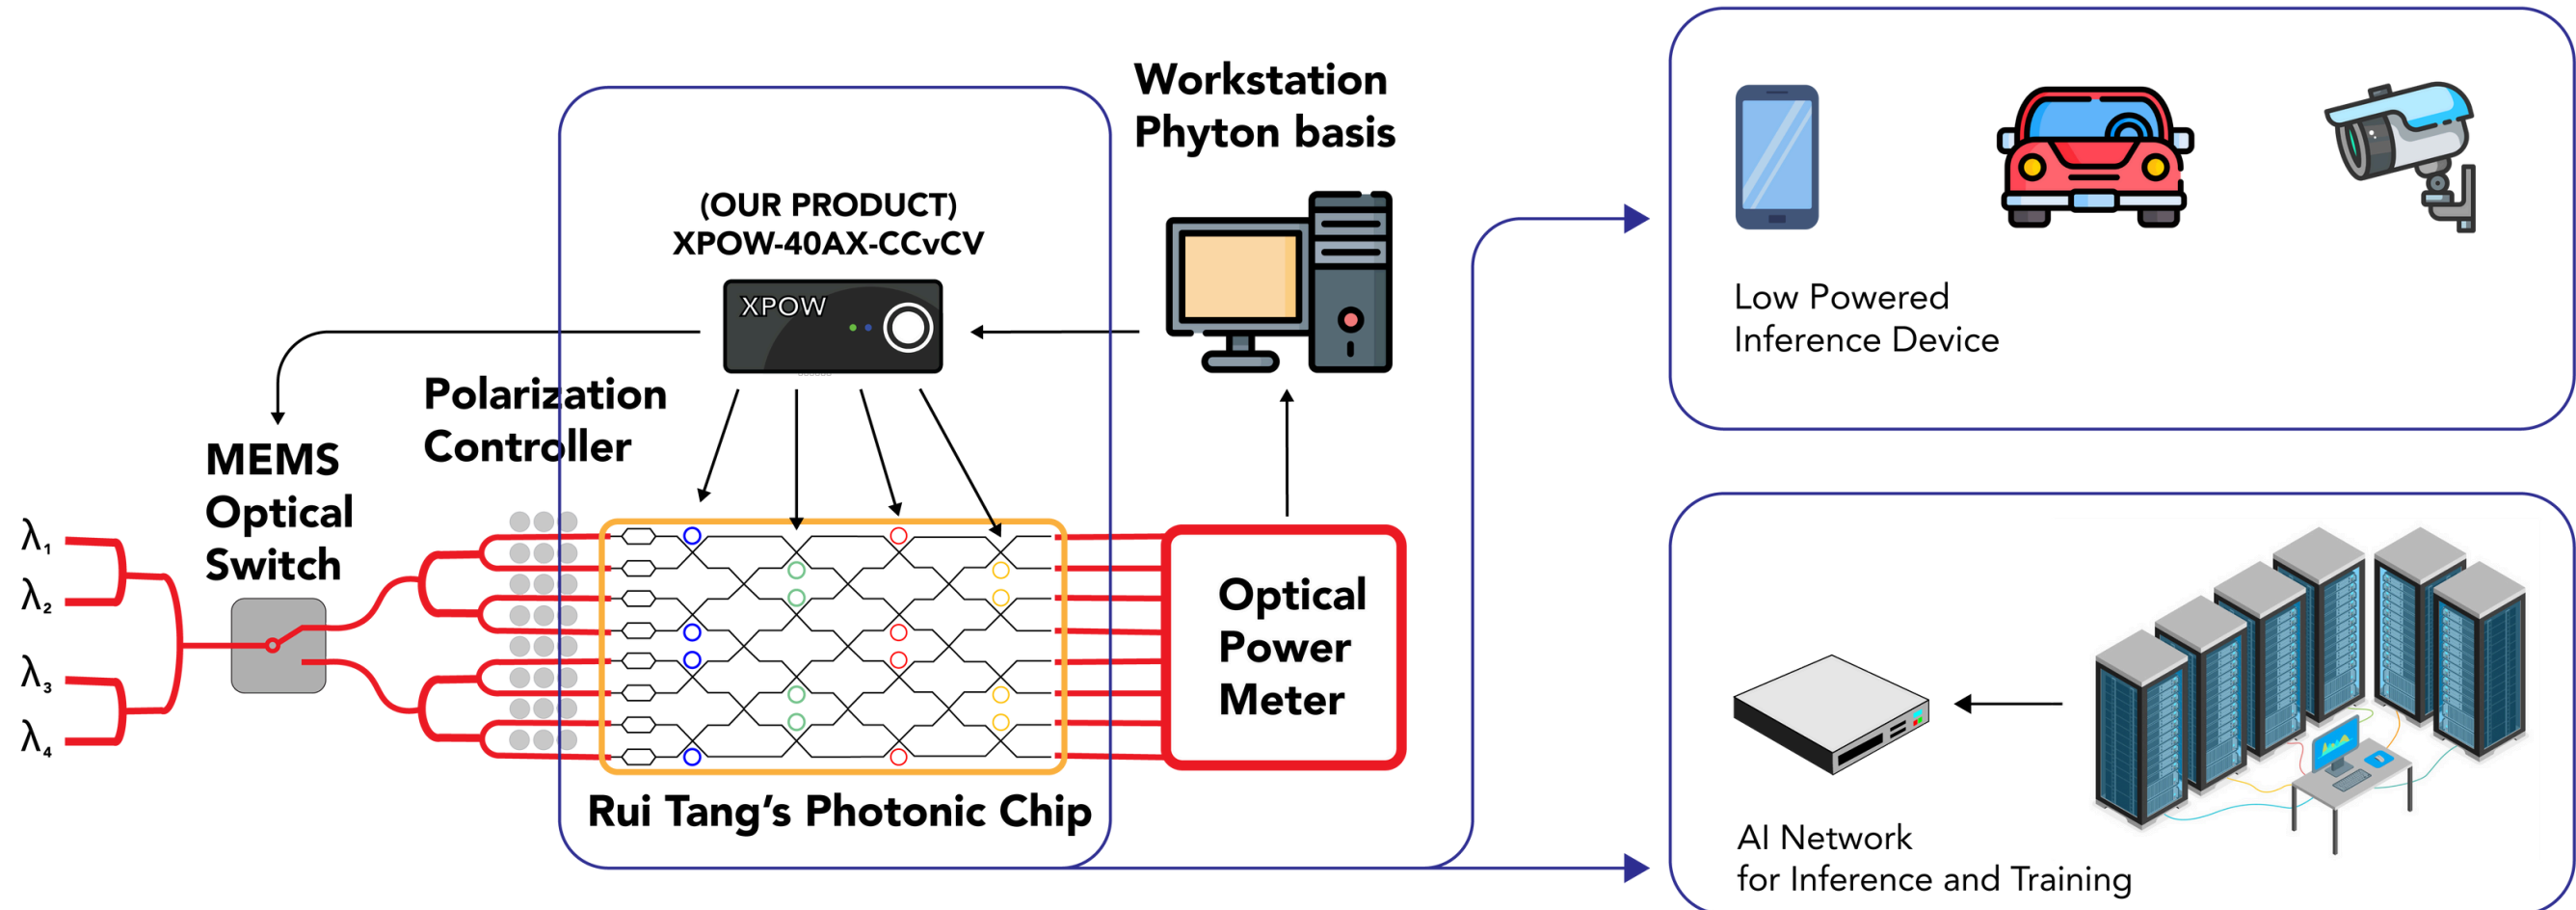 Workstation
Phyton basis
(OUR PRODUCT)
XPOW-40AX-CCvCV
XPOW
Low Powered
Inference Device
Polarization
Controller
MEMS
Optical
Switch
λ1
λ2
λ3
λ4
Optical
Power
Meter
Rui Tang’s Photonic Chip
AI Network
for Inference and Training